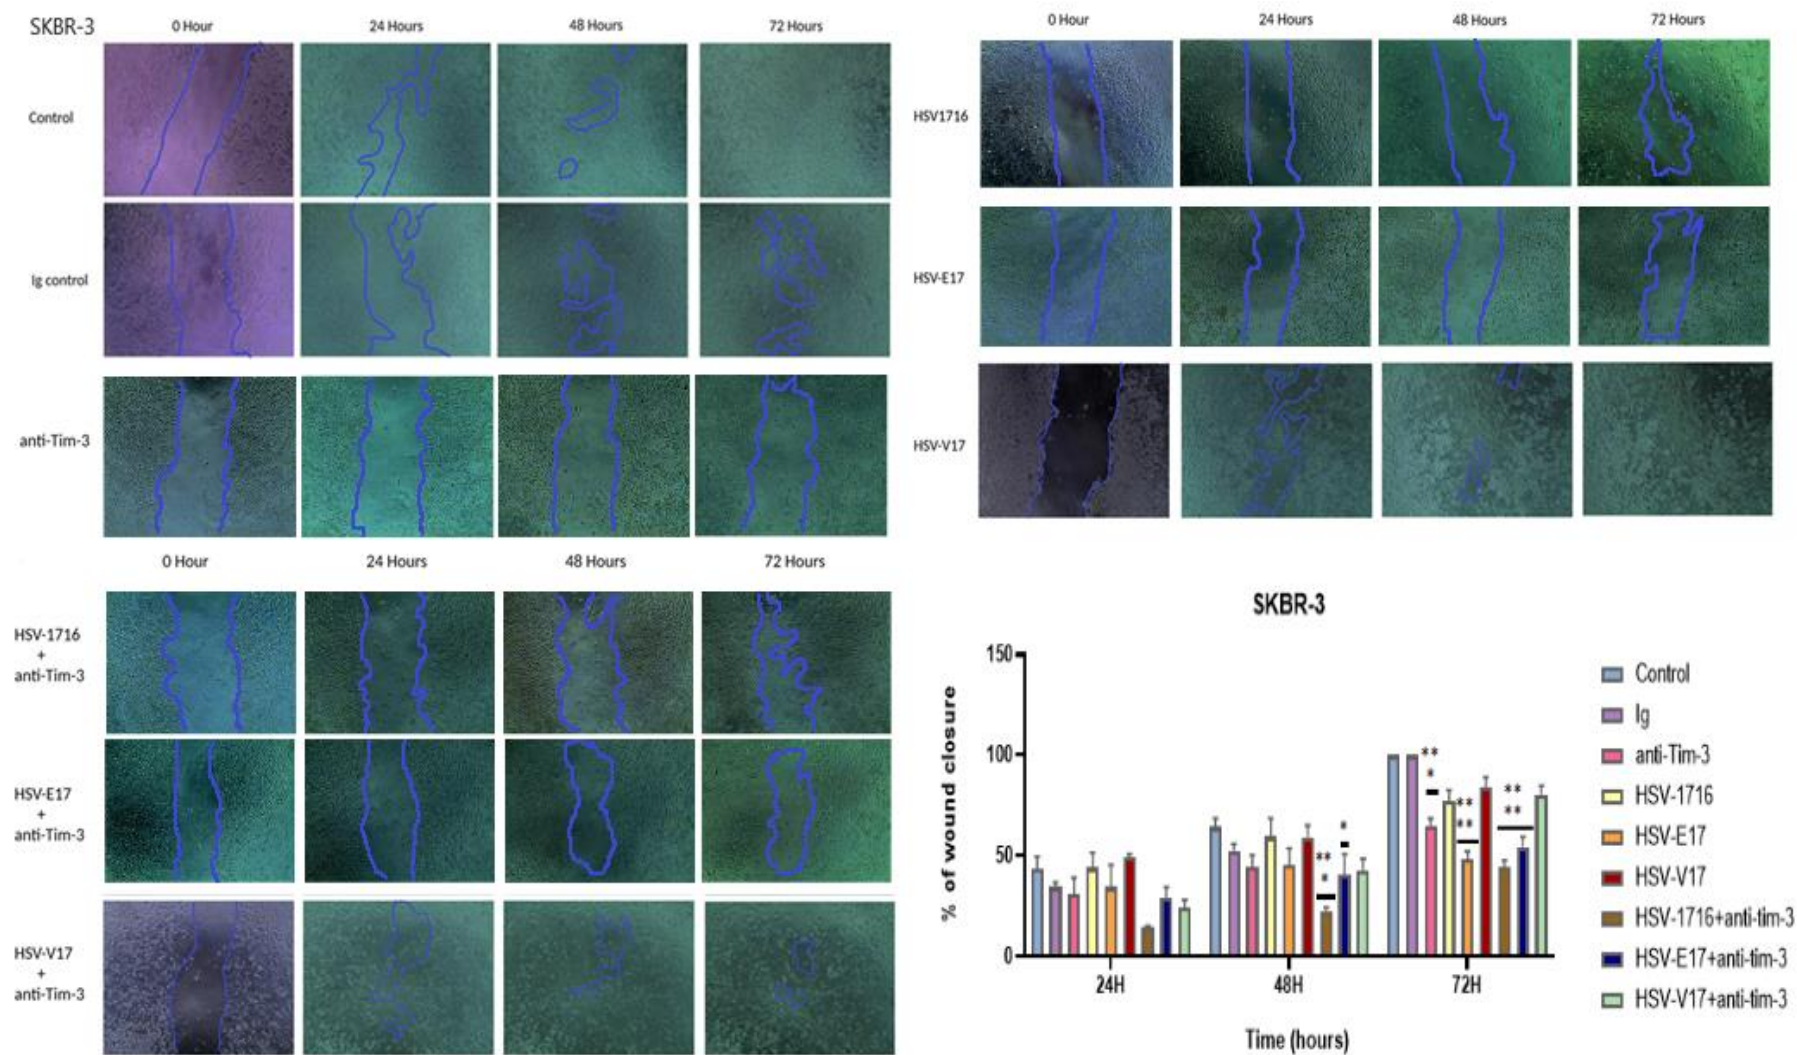 SKBR-3
0 Hour 24 Hours 48 Hours 72 Hours
Control
Ig control
anti-Tim-3
0 Hour 24 Hours 48 Hours 72 Hours
HSV-1716
+
anti-Tim-3
HSV-E17
+
anti-Tim-3
HSV-V17
+
anti-Tim-3
0 Hour 24 Hours 48 Hours 72 Hours
HSV1716
HSV-E17
HSV-V17
SKBR-3
% of wound closure
150
100
50
0
** *
** *
** **
** **
*
24H 48H 72H
Time (hours)
Control
Ig
anti-Tim-3
HSV-1716
HSV-E17
HSV-V17
HSV-1716+anti-tim-3
HSV-E17+anti-tim-3
HSV-V17+anti-tim-3